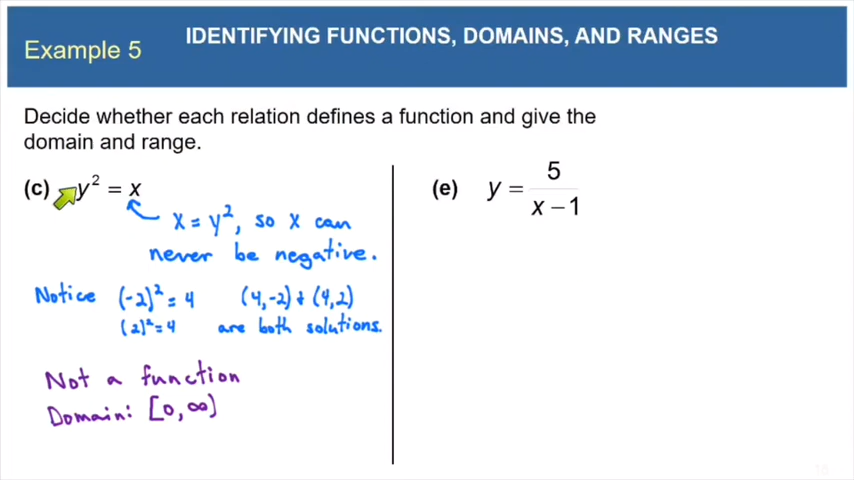 IDENTIFYING FUNCTIONS, DOMAINS, AND RANGES
Example 5
Decide whether each relation defines a function and give the
domain and range.
(c) y² = x
x = y², so x can
never be negative.
Notice (-2)² = 4 (4,-2) + (4,2)
(2)² = 4 are both solutions.
Not a function
Domain: [0, ∞)
(e) y = 5 / (x − 1)
18